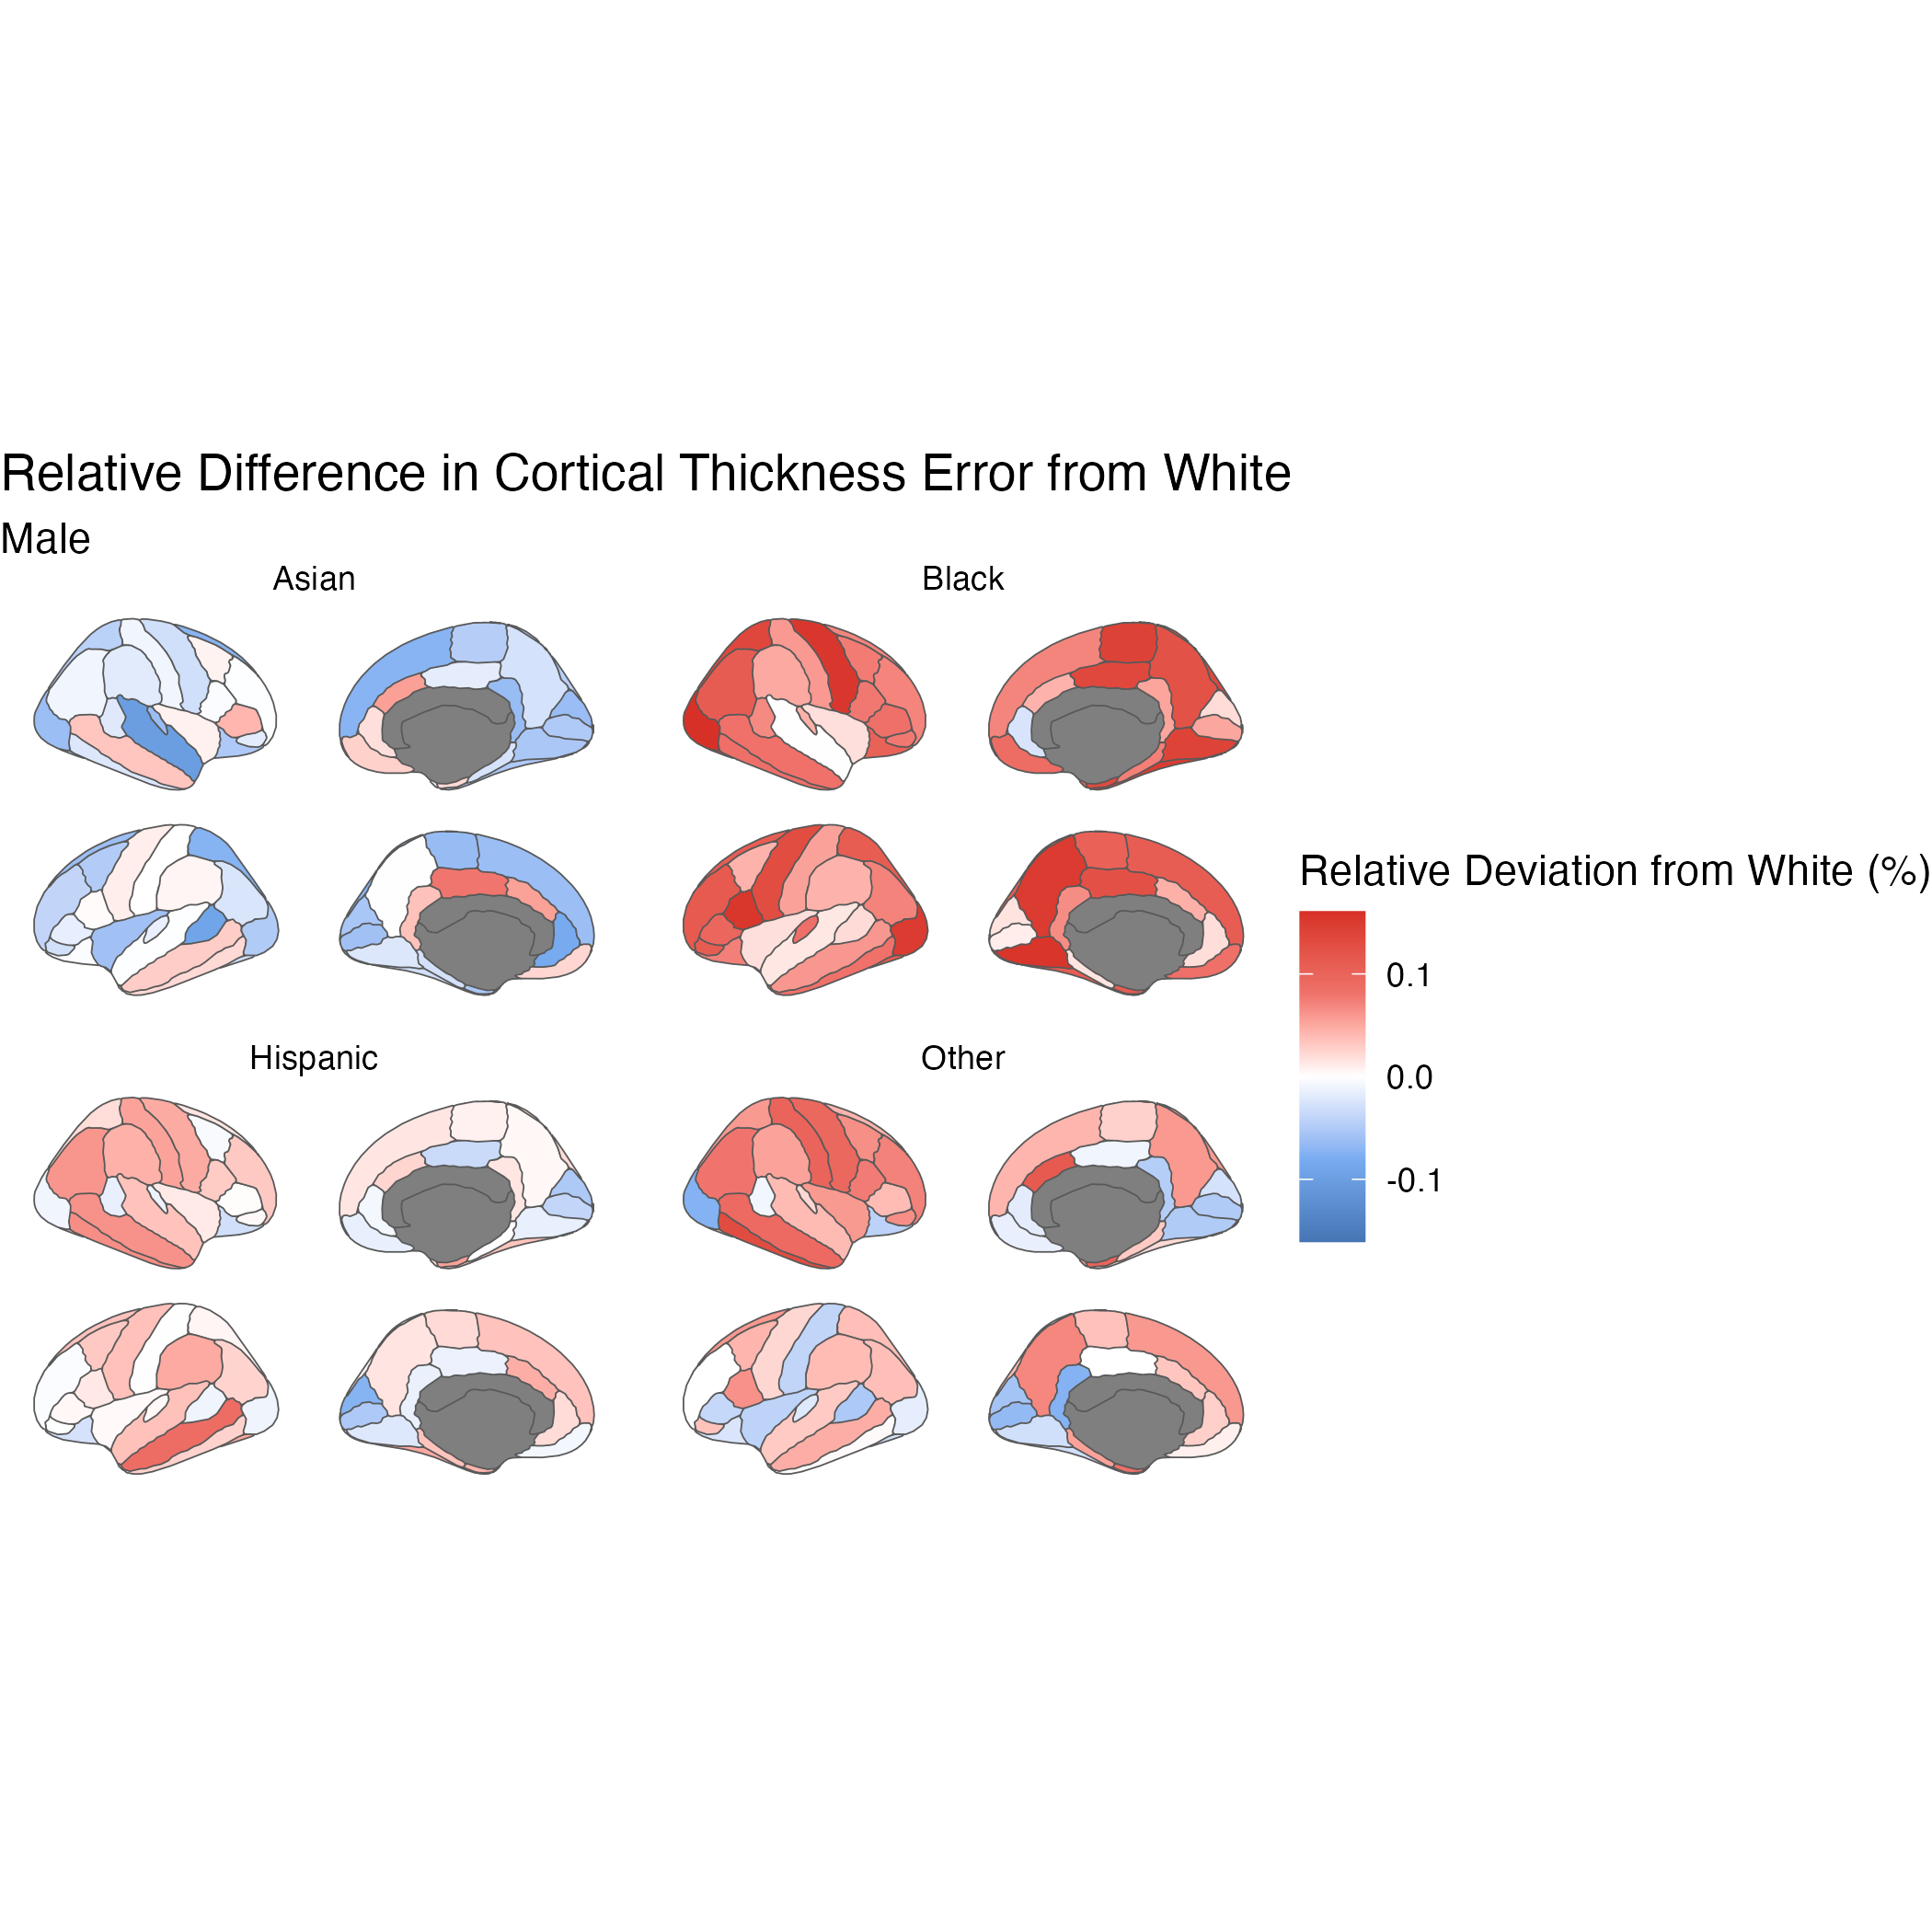 Relative Difference in Cortical Thickness Error from White
Male
Asian
Black
Hispanic
Other
Relative Deviation from White (%)
0.1
0.0
-0.1